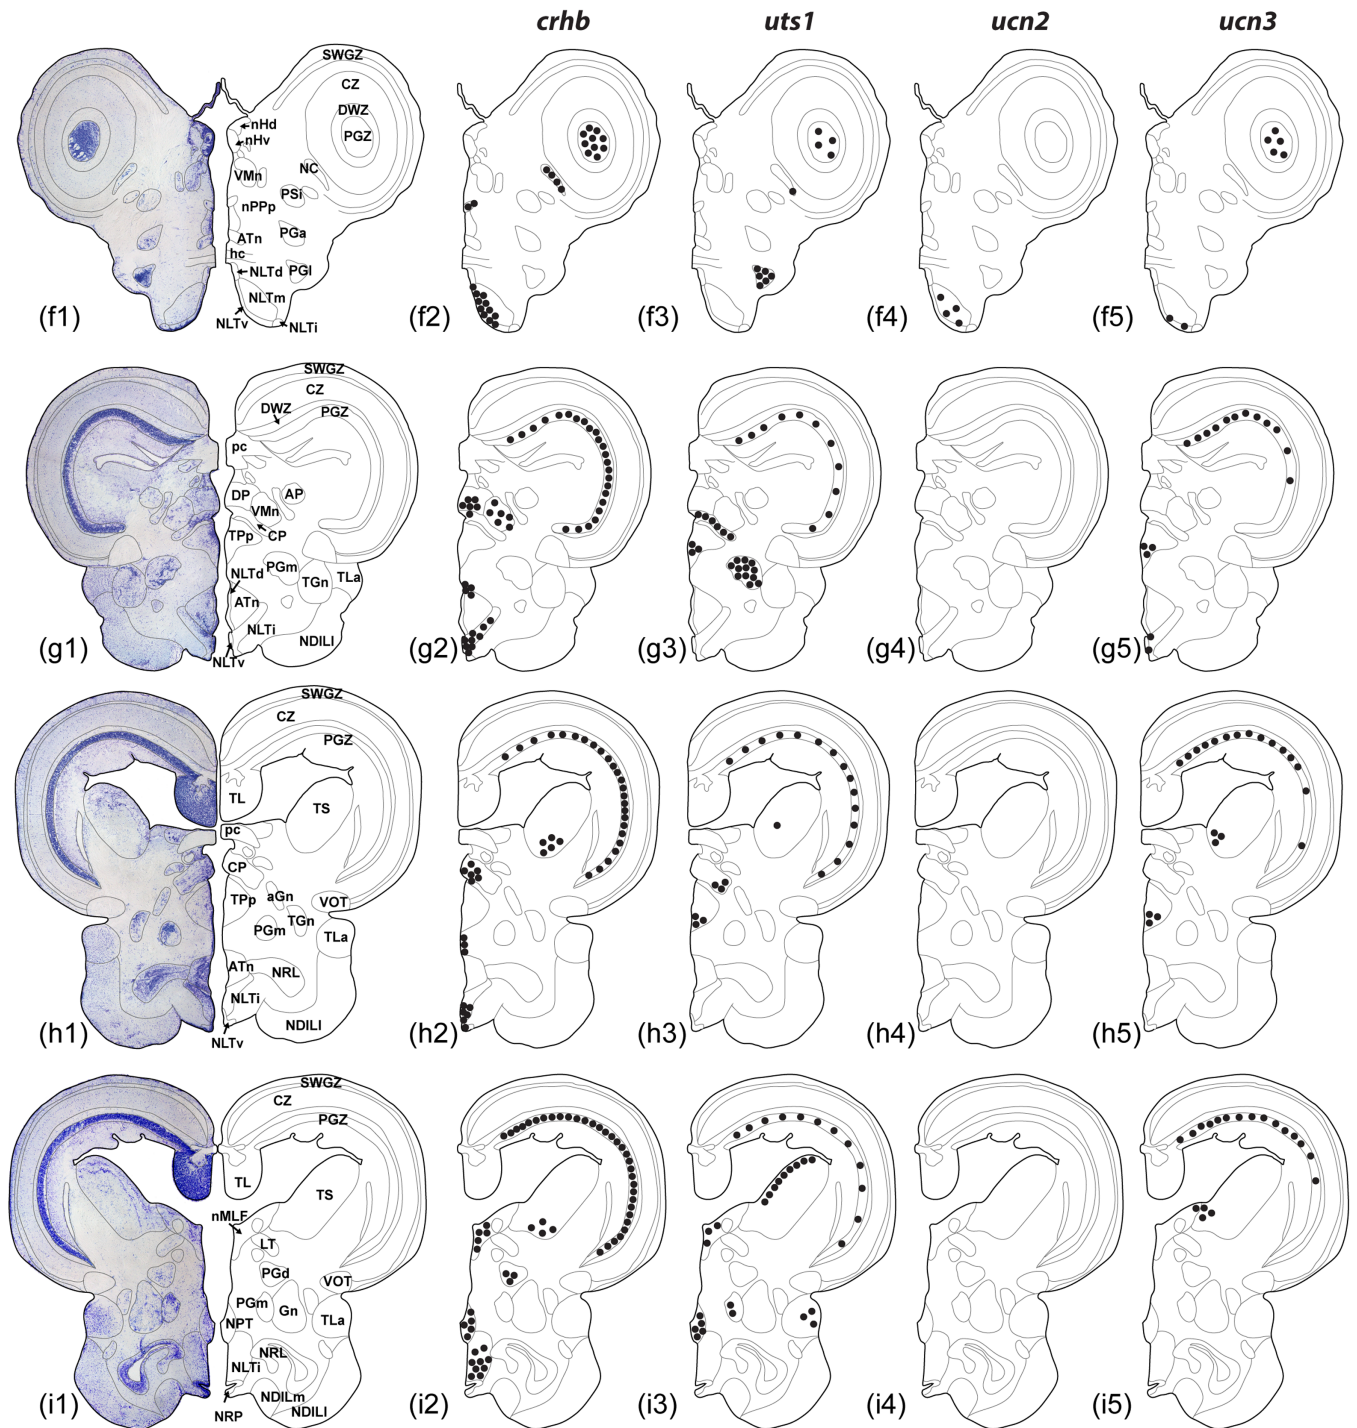 crhb uts1 ucn2 ucn3
SWGZ
CZ
DWZ
PGZ
nHd
nHv
VMn
NC
PSi
nPPp
PGa
ATn
hc
NLTd
PGl
NLTm
NLTv
NLTi
(f1) (f2) (f3) (f4) (f5)
SWGZ
CZ
DWZ
PGZ
pc
DP
AP
VMn
TPp
CP
NLTd
PGm
TGn
TLa
ATn
NLTi
NDILl
NLTv
(g1) (g2) (g3) (g4) (g5)
SWGZ
CZ
PGZ
TL
TS
pc
CP
aGn
TPp
VOT
TGn
PGm
TLa
ATn
NRL
NLTi
NDILl
NLTv
(h1) (h2) (h3) (h4) (h5)
SWGZ
CZ
PGZ
TL
TS
nMLF
LT
PGd
VOT
PGm
Gn
NPT
TLa
NRL
NLTi
NDILm
NDILl
NRP
(i1) (i2) (i3) (i4) (i5)